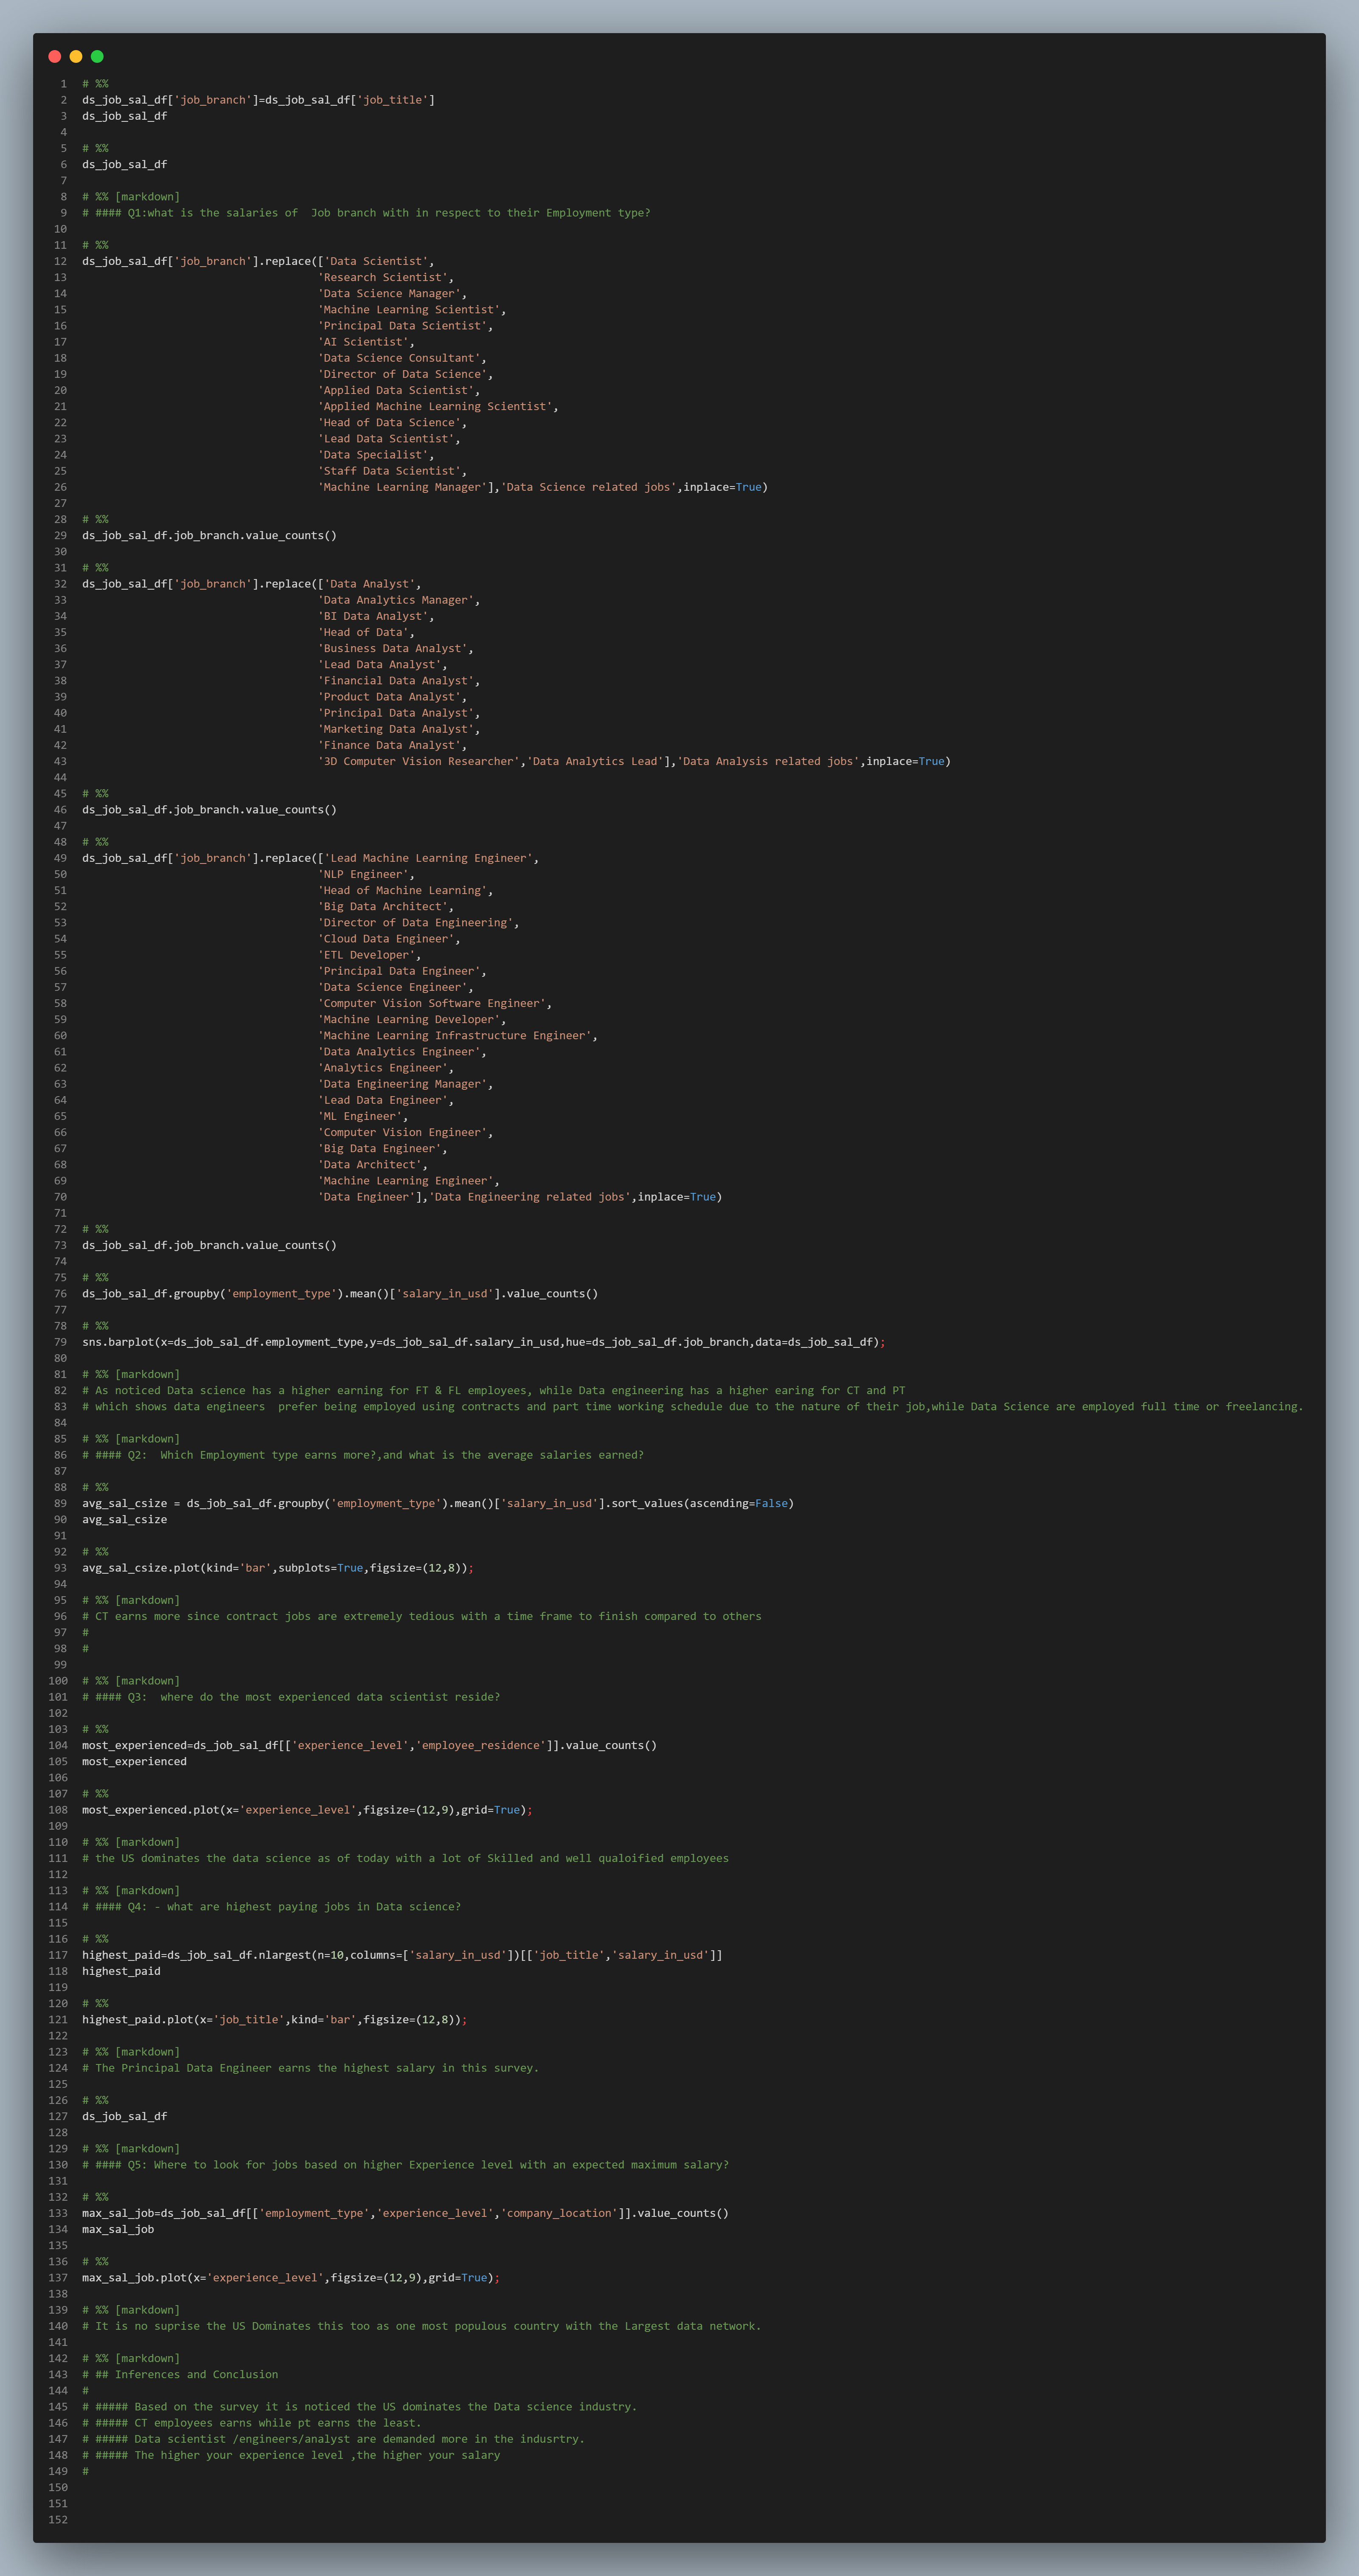 1 # %%
2 ds_job_sal_df['job_branch']=ds_job_sal_df['job_title']
3 ds_job_sal_df
4
5 # %%
6 ds_job_sal_df
7
8 # %% [markdown]
9 # #### Q1:what is the salaries of  Job branch with in respect to their Employment type?
10
11 # %%
12 ds_job_sal_df['job_branch'].replace(['Data Scientist',
13 'Research Scientist',
14 'Data Science Manager',
15 'Machine Learning Scientist',
16 'Principal Data Scientist',
17 'AI Scientist',
18 'Data Science Consultant',
19 'Director of Data Science',
20 'Applied Data Scientist',
21 'Applied Machine Learning Scientist',
22 'Head of Data Science',
23 'Lead Data Scientist',
24 'Data Specialist',
25 'Staff Data Scientist',
26 'Machine Learning Manager'],'Data Science related jobs',inplace=True)
27
28 # %%
29 ds_job_sal_df.job_branch.value_counts()
30
31 # %%
32 ds_job_sal_df['job_branch'].replace(['Data Analyst',
33 'Data Analytics Manager',
34 'BI Data Analyst',
35 'Head of Data',
36 'Business Data Analyst',
37 'Lead Data Analyst',
38 'Financial Data Analyst',
39 'Product Data Analyst',
40 'Principal Data Analyst',
41 'Marketing Data Analyst',
42 'Finance Data Analyst',
43 '3D Computer Vision Researcher','Data Analytics Lead'],'Data Analysis related jobs',inplace=True)
44
45 # %%
46 ds_job_sal_df.job_branch.value_counts()
47
48 # %%
49 ds_job_sal_df['job_branch'].replace(['Lead Machine Learning Engineer',
50 'NLP Engineer',
51 'Head of Machine Learning',
52 'Big Data Architect',
53 'Director of Data Engineering',
54 'Cloud Data Engineer',
55 'ETL Developer',
56 'Principal Data Engineer',
57 'Data Science Engineer',
58 'Computer Vision Software Engineer',
59 'Machine Learning Developer',
60 'Machine Learning Infrastructure Engineer',
61 'Data Analytics Engineer',
62 'Analytics Engineer',
63 'Data Engineering Manager',
64 'Lead Data Engineer',
65 'ML Engineer',
66 'Computer Vision Engineer',
67 'Big Data Engineer',
68 'Data Architect',
69 'Machine Learning Engineer',
70 'Data Engineer'],'Data Engineering related jobs',inplace=True)
71
72 # %%
73 ds_job_sal_df.job_branch.value_counts()
74
75 # %%
76 ds_job_sal_df.groupby('employment_type').mean()['salary_in_usd'].value_counts()
77
78 # %%
79 sns.barplot(x=ds_job_sal_df.employment_type,y=ds_job_sal_df.salary_in_usd,hue=ds_job_sal_df.job_branch,data=ds_job_sal_df);
80
81 # %% [markdown]
82 # As noticed Data science has a higher earning for FT & FL employees, while Data engineering has a higher earing for CT and PT
83 # which shows data engineers  prefer being employed using contracts and part time working schedule due to the nature of their job,while Data Science are employed full time or freelancing.
84
85 # %% [markdown]
86 # #### Q2:  Which Employment type earns more?,and what is the average salaries earned?
87
88 # %%
89 avg_sal_csize = ds_job_sal_df.groupby('employment_type').mean()['salary_in_usd'].sort_values(ascending=False)
90 avg_sal_csize
91
92 # %%
93 avg_sal_csize.plot(kind='bar',subplots=True,figsize=(12,8));
94
95 # %% [markdown]
96 # CT earns more since contract jobs are extremely tedious with a time frame to finish compared to others
97 #
98 #
99
100 # %% [markdown]
101 # #### Q3:  where do the most experienced data scientist reside?
102
103 # %%
104 most_experienced=ds_job_sal_df[['experience_level','employee_residence']].value_counts()
105 most_experienced
106
107 # %%
108 most_experienced.plot(x='experience_level',figsize=(12,9),grid=True);
109
110 # %% [markdown]
111 # the US dominates the data science as of today with a lot of Skilled and well qualoified employees
112
113 # %% [markdown]
114 # #### Q4: - what are highest paying jobs in Data science?
115
116 # %%
117 highest_paid=ds_job_sal_df.nlargest(n=10,columns=['salary_in_usd'])[['job_title','salary_in_usd']]
118 highest_paid
119
120 # %%
121 highest_paid.plot(x='job_title',kind='bar',figsize=(12,8));
122
123 # %% [markdown]
124 # The Principal Data Engineer earns the highest salary in this survey.
125
126 # %%
127 ds_job_sal_df
128
129 # %% [markdown]
130 # #### Q5: Where to look for jobs based on higher Experience level with an expected maximum salary?
131
132 # %%
133 max_sal_job=ds_job_sal_df[['employment_type','experience_level','company_location']].value_counts()
134 max_sal_job
135
136 # %%
137 max_sal_job.plot(x='experience_level',figsize=(12,9),grid=True);
138
139 # %% [markdown]
140 # It is no suprise the US Dominates this too as one most populous country with the Largest data network.
141
142 # %% [markdown]
143 # ## Inferences and Conclusion
144 #
145 # ##### Based on the survey it is noticed the US dominates the Data science industry.
146 # ##### CT employees earns while pt earns the least.
147 # ##### Data scientist /engineers/analyst are demanded more in the indusrtry.
148 # ##### The higher your experience level ,the higher your salary
149 #
150
151
152